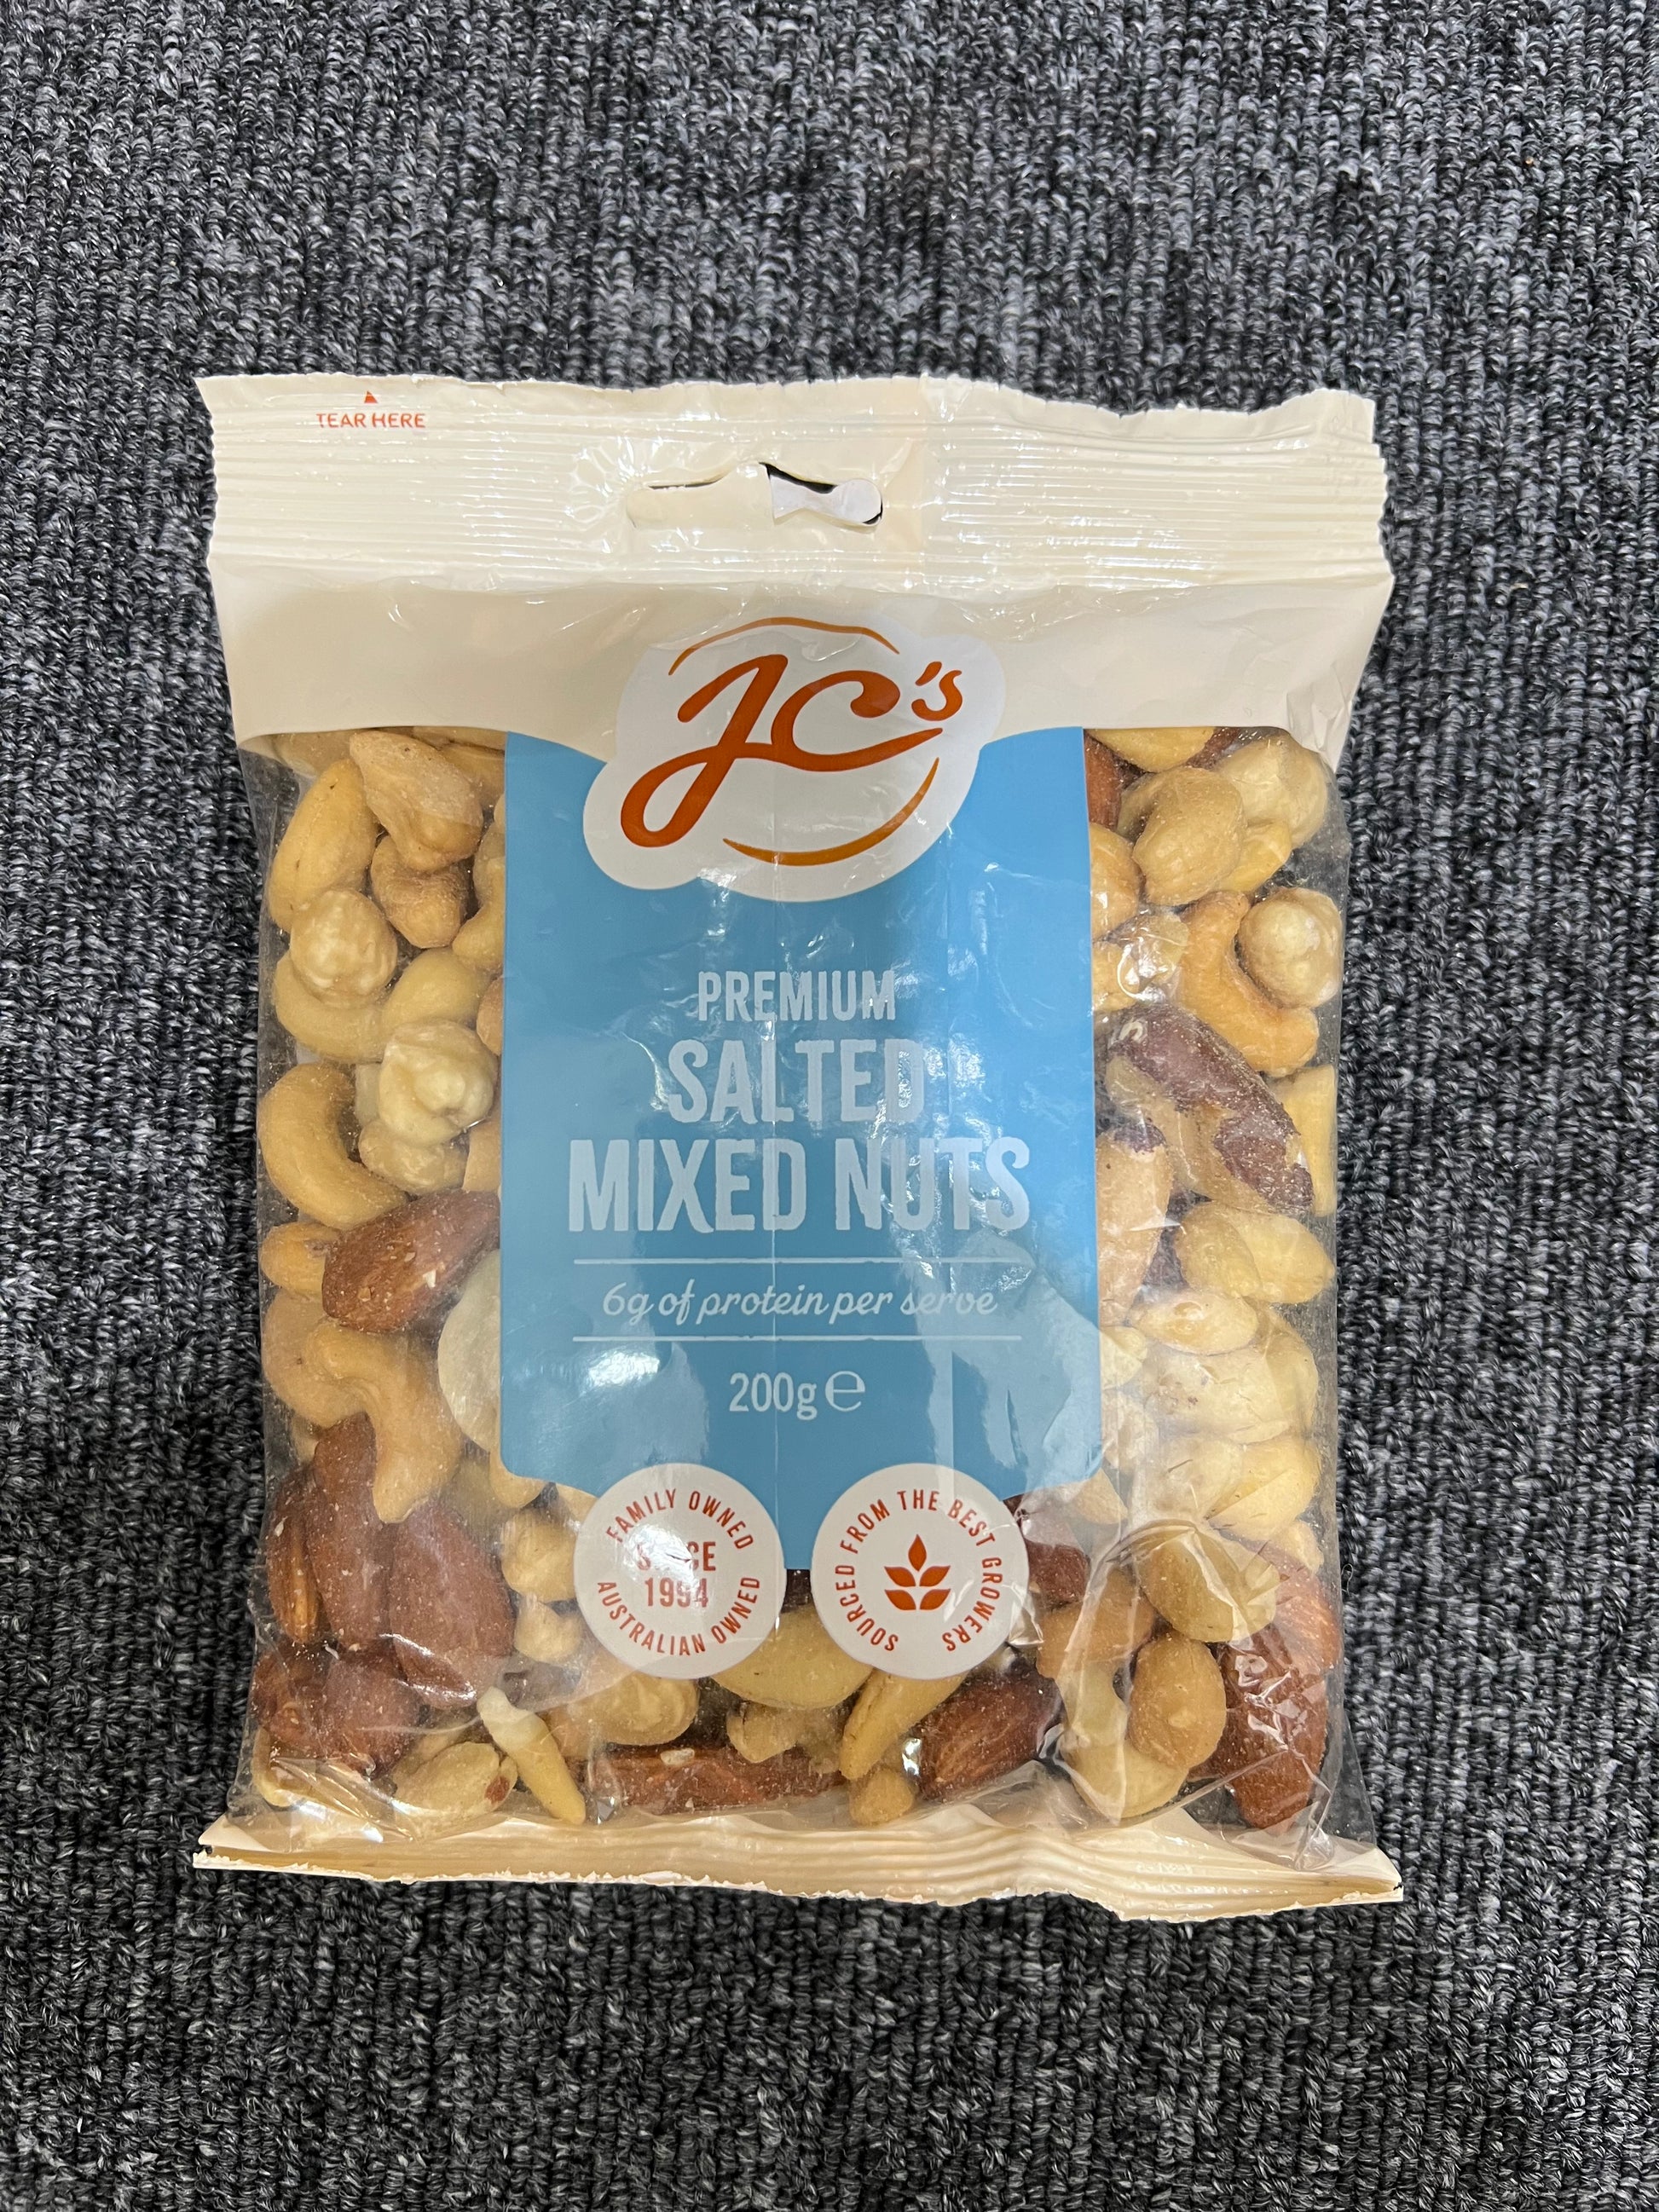 TEAR HERE
JC's
PREMIUM
SALTED
MIXED NUTS
6g of protein per serve
200g ℮
FAMILY OWNED
SINCE
1994
AUSTRALIAN OWNED
SOURCED FROM THE BEST GROWERS